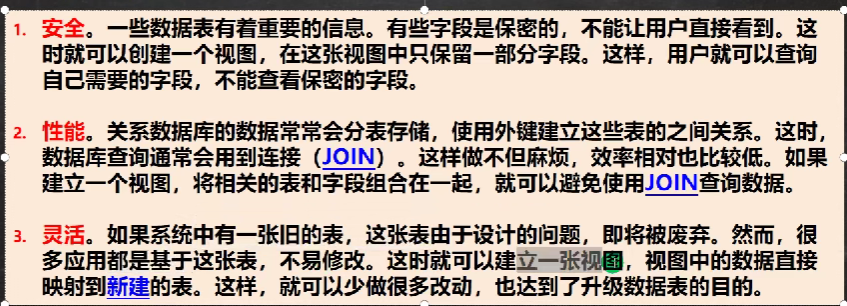 1. 安全。一些数据表有着重要的信息。有些字段是保密的，不能让用户直接看到。这
时就可以创建一个视图，在这张视图中只保留一部分字段。这样，用户就可以查询
自己需要的字段，不能查看保密的字段。
2. 性能。关系数据库的数据常常会分表存储，使用外键建立这些表的之间关系。这时，
数据库查询通常会用到连接（JOIN）。这样做不但麻烦，效率相对也比较低。如果
建立一个视图，将相关的表和字段组合在一起，就可以避免使用JOIN查询数据。
3. 灵活。如果系统中有一张旧的表，这张表由于设计的问题，即将被废弃。然而，很
多应用都是基于这张表，不易修改。这时就可以建立一张视图，视图中的数据直接
映射到新建的表。这样，就可以少做很多改动，也达到了升级数据表的目的。